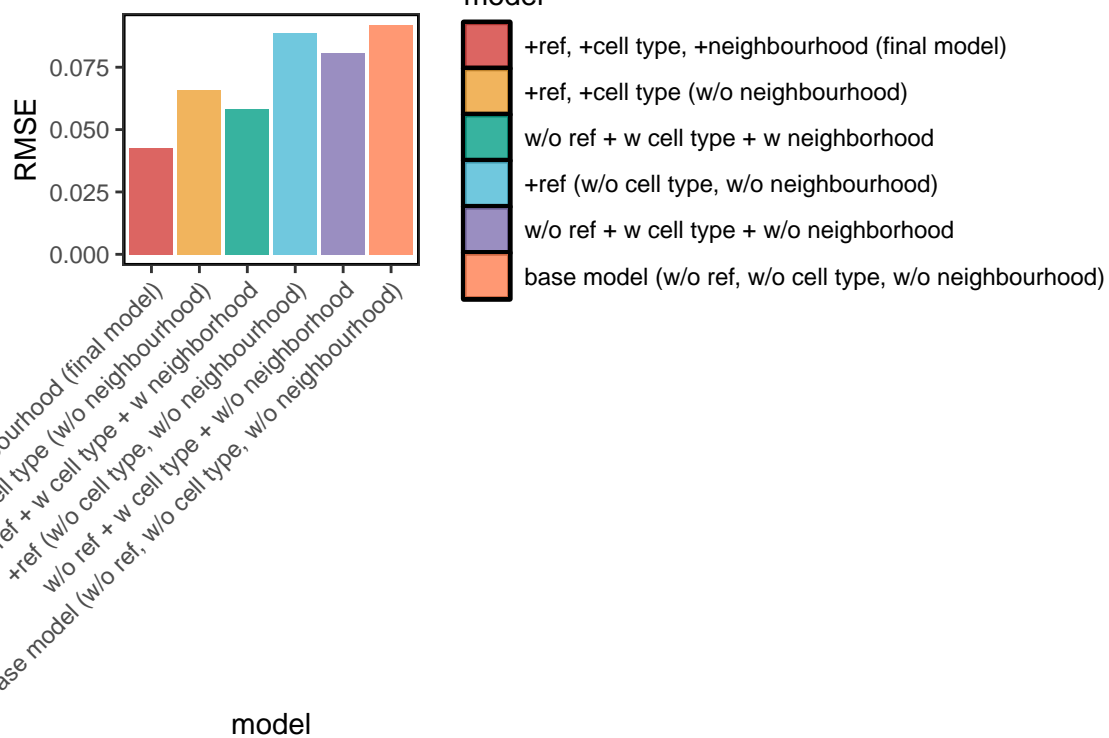 model
0.075
0.050
0.025
0.000
RMSE
ourhood (final model)
ell type (w/o neighbourhood)
ref + w cell type + w neighborhood
+ref (w/o cell type, w/o neighbourhood)
w/o ref + w cell type + w/o neighborhood
ase model (w/o ref, w/o cell type, w/o neighbourhood)
model
+ref, +cell type, +neighbourhood (final model)
+ref, +cell type (w/o neighbourhood)
w/o ref + w cell type + w neighborhood
+ref (w/o cell type, w/o neighbourhood)
w/o ref + w cell type + w/o neighborhood
base model (w/o ref, w/o cell type, w/o neighbourhood)